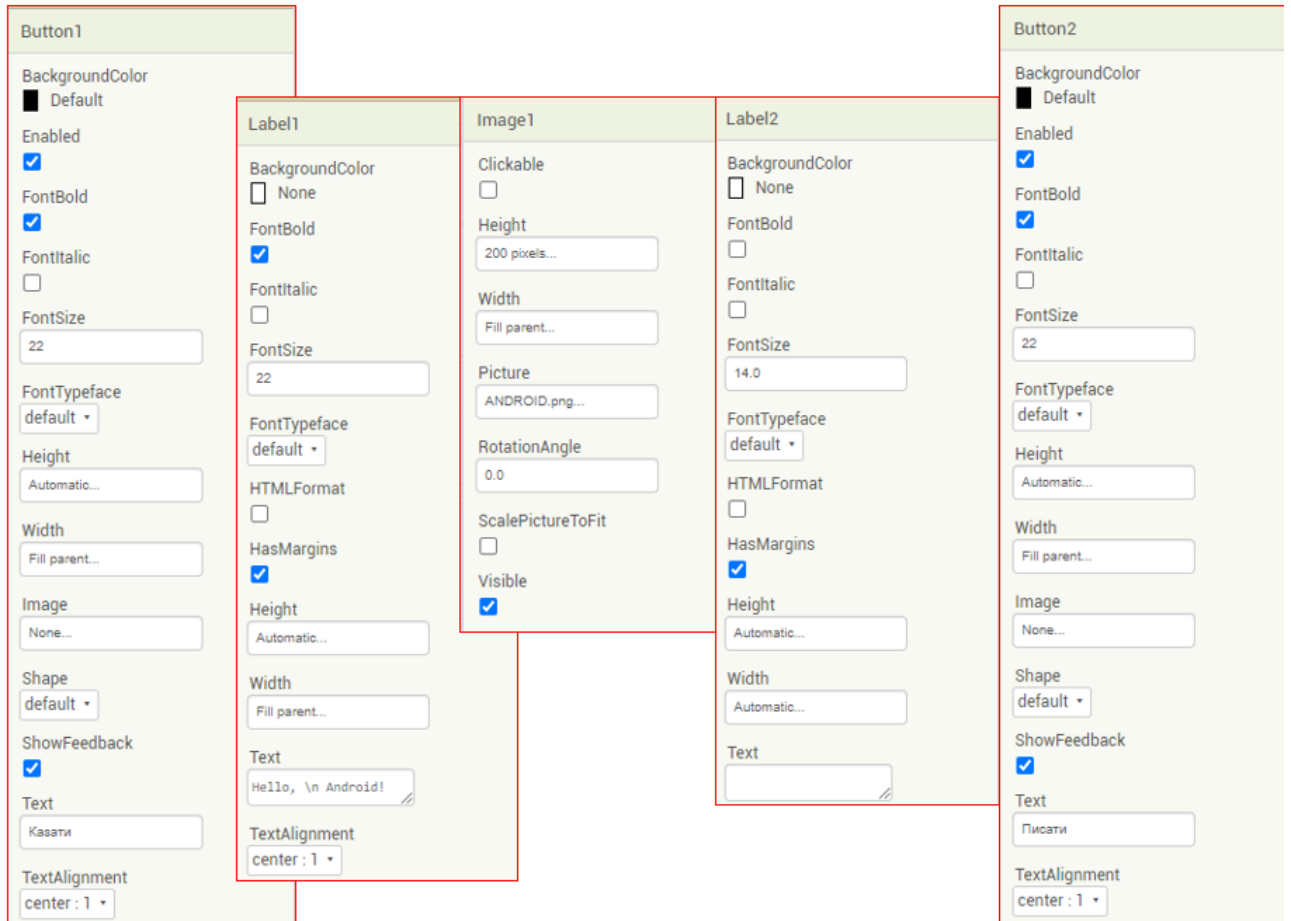 Button1
BackgroundColor
Default
Enabled
FontBold
FontItalic
FontSize
22
FontTypeface
default
Height
Automatic...
Width
Fill parent...
Image
None...
Shape
default
ShowFeedback
Text
Казати
TextAlignment
center : 1
Label1
BackgroundColor
None
FontBold
FontItalic
FontSize
22
FontTypeface
default
HTMLFormat
HasMargins
Height
Automatic...
Width
Fill parent...
Text
Hello, \n Android!
TextAlignment
center : 1
Image1
Clickable
Height
200 pixels...
Width
Fill parent...
Picture
ANDROID.png...
RotationAngle
0.0
ScalePictureToFit
Visible
Label2
BackgroundColor
None
FontBold
FontItalic
FontSize
14.0
FontTypeface
default
HTMLFormat
HasMargins
Height
Automatic...
Width
Automatic...
Text
Button2
BackgroundColor
Default
Enabled
FontBold
FontItalic
FontSize
22
FontTypeface
default
Height
Automatic...
Width
Fill parent...
Image
None...
Shape
default
ShowFeedback
Text
Писати
TextAlignment
center : 1